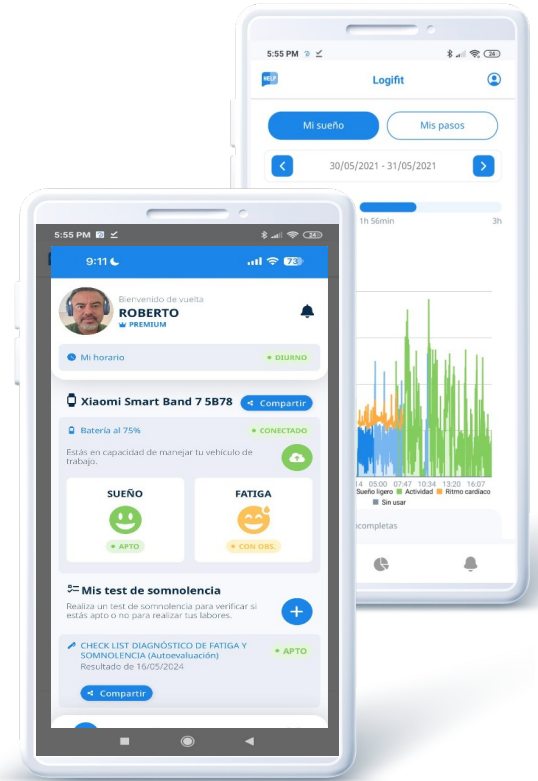 5:55 PM
24
HELP
Logifit
Mi sueño
Mis pasos
30/05/2021 - 31/05/2021
1h 56min
3h
14 05:00 07:47 10:34 13:20 16:07
Sueño ligero Actividad Ritmo cardíaco
Sin usar
ncompletas
5:55 PM
24
9:11
73
Bienvenido de vuelta
ROBERTO
PREMIUM
Mi horario
DIURNO
Xiaomi Smart Band 7 5B78
Compartir
Batería al 75%
CONECTADO
Estás en capacidad de manejar tu vehículo de
trabajo.
SUEÑO
FATIGA
APTO
CON OBS.
Mis test de somnolencia
Realiza un test de somnolencia para verificar si
estás apto o no para realizar tus labores.
CHECK LIST DIAGNÓSTICO DE FATIGA Y
SOMNOLENCIA (Autoevaluación)
APTO
Resultado de 16/05/2024
Compartir